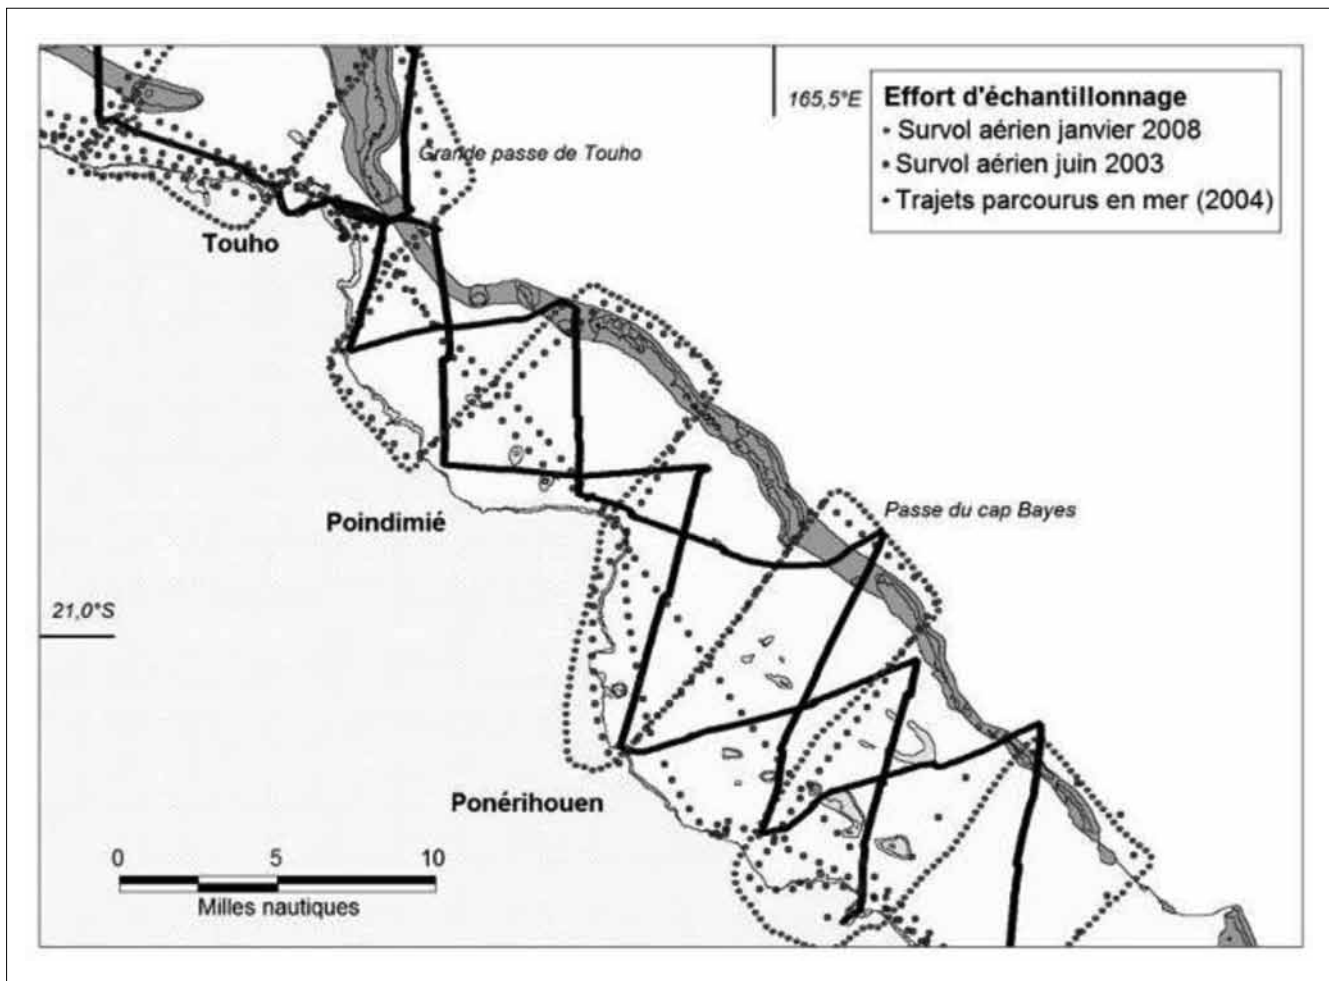 165,5°E
Effort d'échantillonnage
• Survol aérien janvier 2008
• Survol aérien juin 2003
• Trajets parcourus en mer (2004)
Grande passe de Touho
Touho
Passe du cap Bayes
Poindimié
21,0°S
Ponérihouen
0 5 10
Milles nautiques